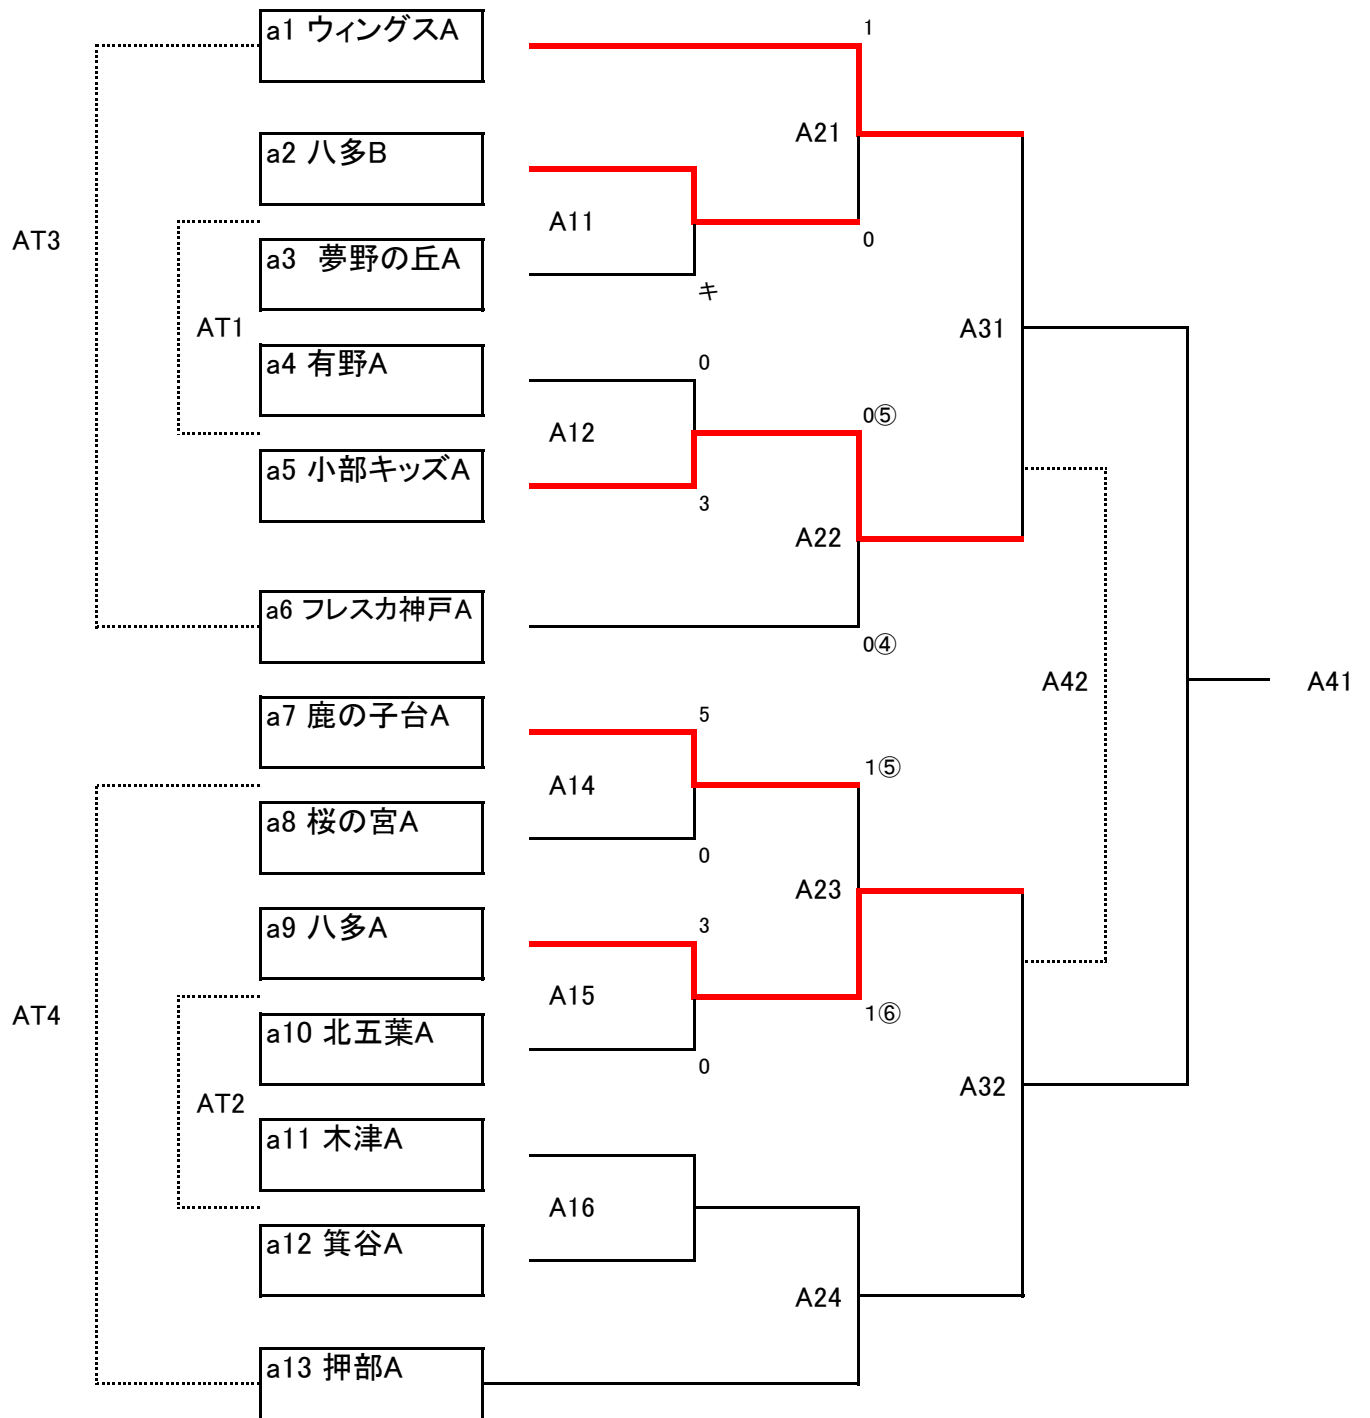 a1 ウィングスA
1
A21
a2 八多B
A11
AT3
0
a3 夢野の丘A
キ
AT1
A31
a4 有野A
0
0⑤
A12
a5 小部キッズA
3
A22
a6 フレスカ神戸A
0④
A42
A41
a7 鹿の子台A
5
1⑤
A14
a8 桜の宮A
0
A23
a9 八多A
3
A15
AT4
1⑥
a10 北五葉A
0
A32
AT2
a11 木津A
A16
a12 箕谷A
A24
a13 押部A